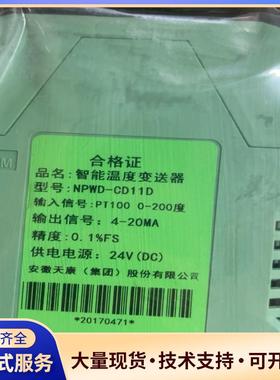 合格证
品名：智能温度变送器
型号：NPWD-CD11D
输入信号：PT100 0-200度
输出信号：4-20MA
精度：0.1%FS
供电电源：24V(DC)
安徽天康（集团）股份有限公司
*20170471*
齐全
式服务
大量现货·技术支持·可开